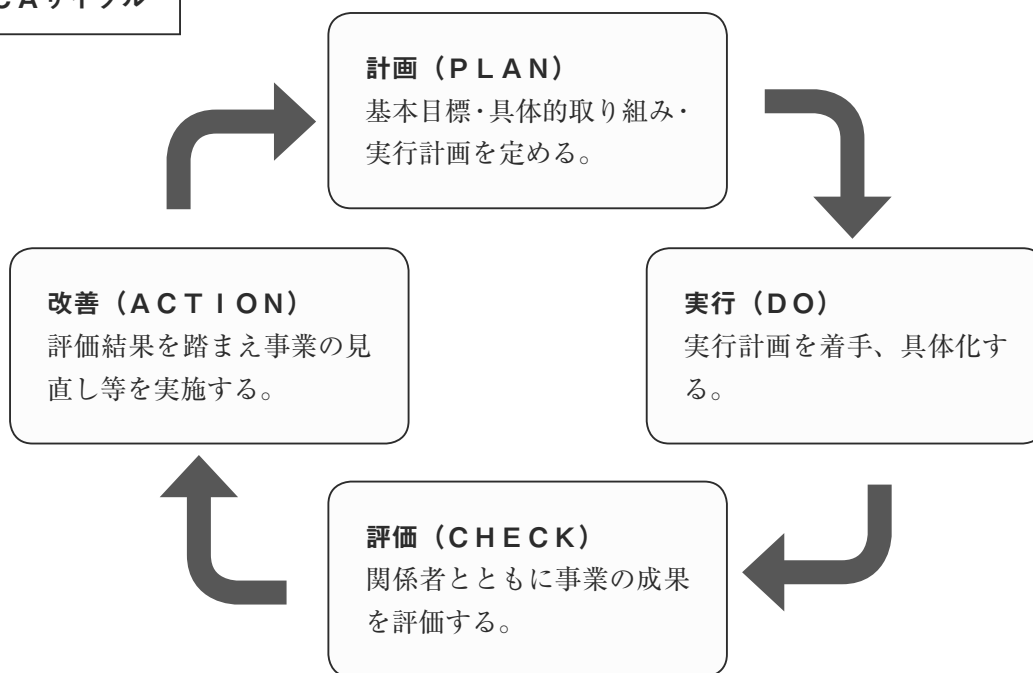 ＣＡサイクル
計画（ＰＬＡＮ）
基本目標・具体的取り組み・
実行計画を定める。
改善（ＡＣＴＩＯＮ）
評価結果を踏まえ事業の見
直し等を実施する。
実行（ＤＯ）
実行計画を着手、具体化す
る。
評価（ＣＨＥＣＫ）
関係者とともに事業の成果
を評価する。